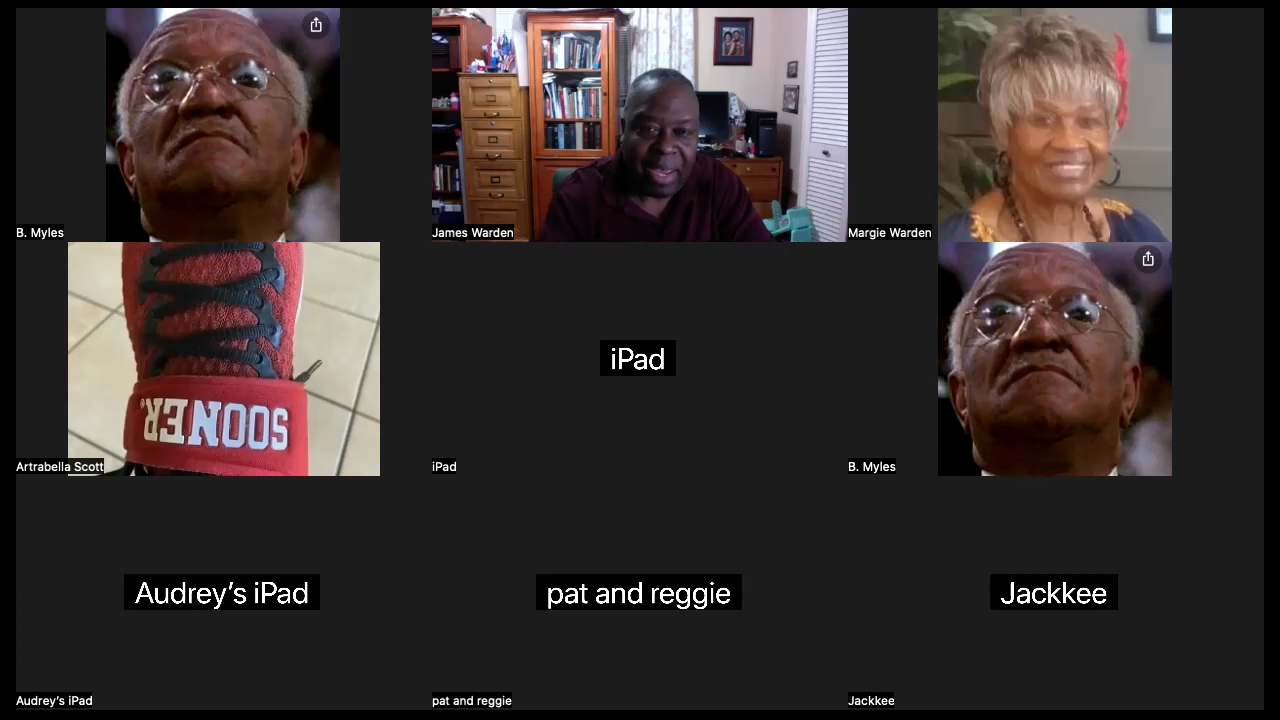 B. Myles
James Warden
Margie Warden
SOONER
Artrabella Scott
iPad
iPad
B. Myles
Audrey’s iPad
pat and reggie
Jackkee
Audrey’s iPad
pat and reggie
Jackkee